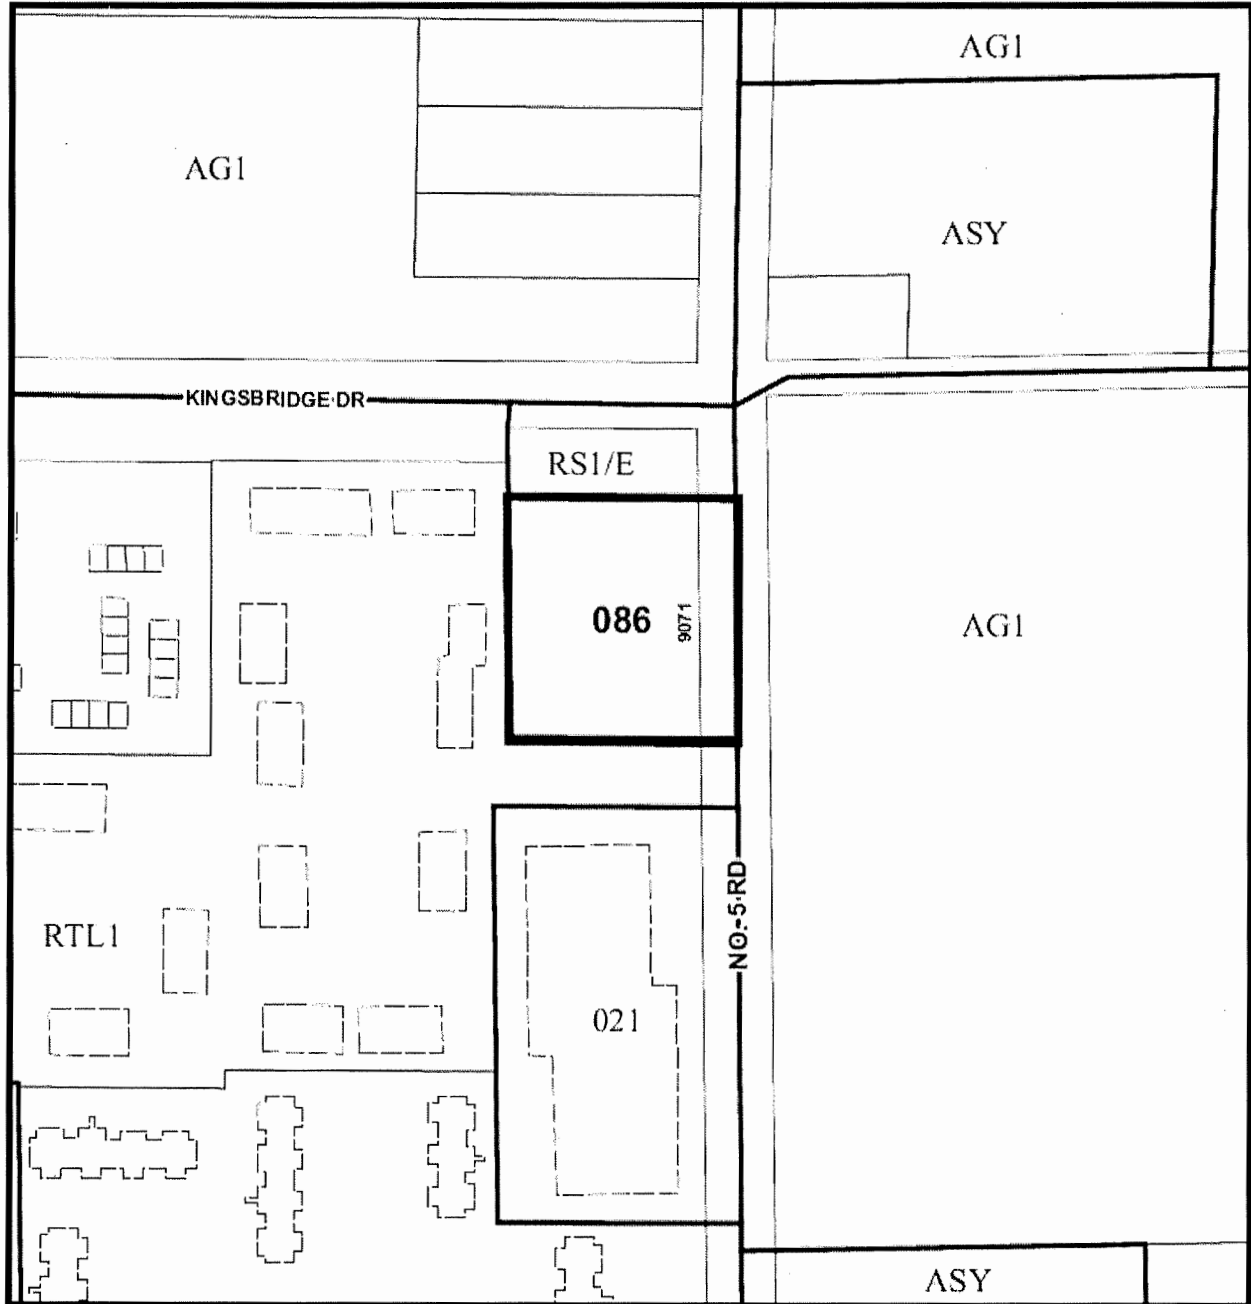 AG1
AG1
ASY
KINGSBRIDGE DR
RS1/E
086
9071
AG1
NO. 5 RD
RTL1
021
ASY